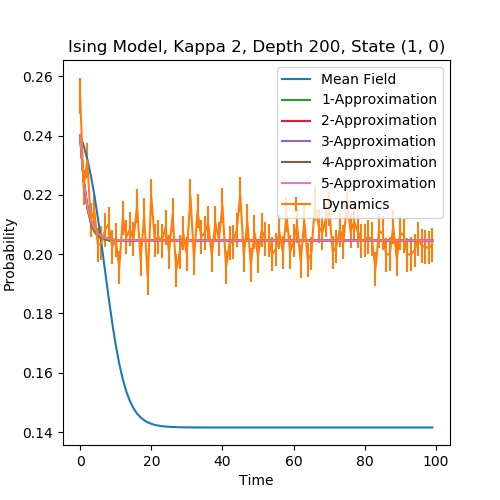 Ising Model, Kappa 2, Depth 200, State (1, 0)
Mean Field
1-Approximation
2-Approximation
3-Approximation
4-Approximation
5-Approximation
Dynamics
Probability
0.26
0.24
0.22
0.20
0.18
0.16
0.14
0 20 40 60 80 100
Time